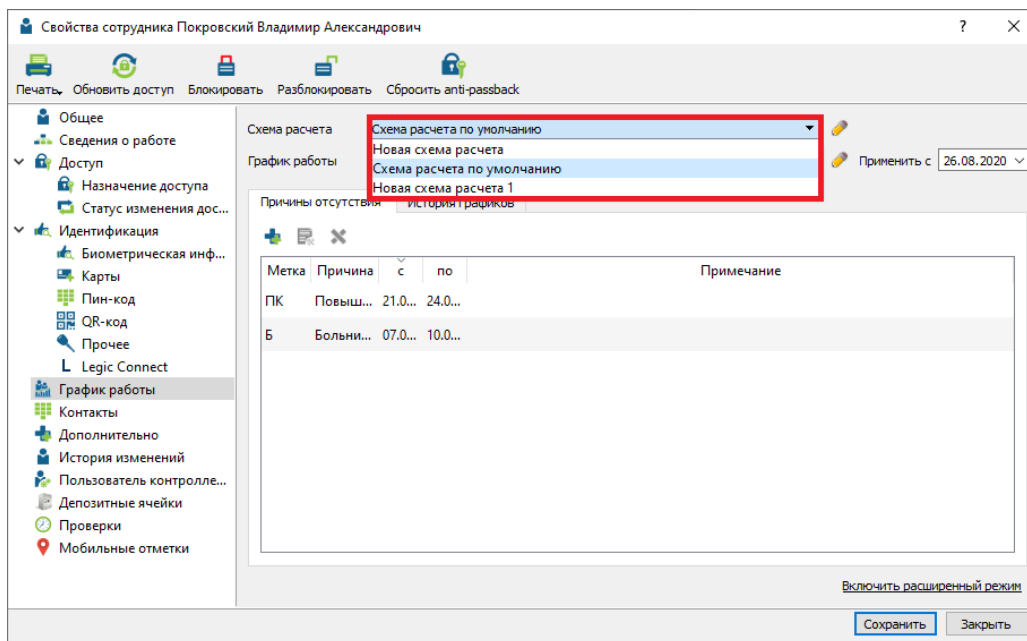 Свойства сотрудника Покровский Владимир Александрович
Печать Обновить доступ Блокировать Разблокировать Сбросить anti-passback
Общее
Сведения о работе
Доступ
Назначение доступа
Статус изменения дос...
Идентификация
Биометрическая инф...
Карты
Пин-код
QR-код
Прочее
Legic Connect
График работы
Контакты
Дополнительно
История изменений
Пользователь контролле...
Депозитные ячейки
Проверки
Мобильные отметки
Схема расчета Схема расчета по умолчанию
Новая схема расчета
Схема расчета по умолчанию
Новая схема расчета 1
График работы Применить с 26.08.2020
Причины отсутствия История графиков
Метка Причина с по Примечание
ПК Повыш... 21.0... 24.0...
Б Больни... 07.0... 10.0...
Включить расширенный режим
Сохранить Закрыть